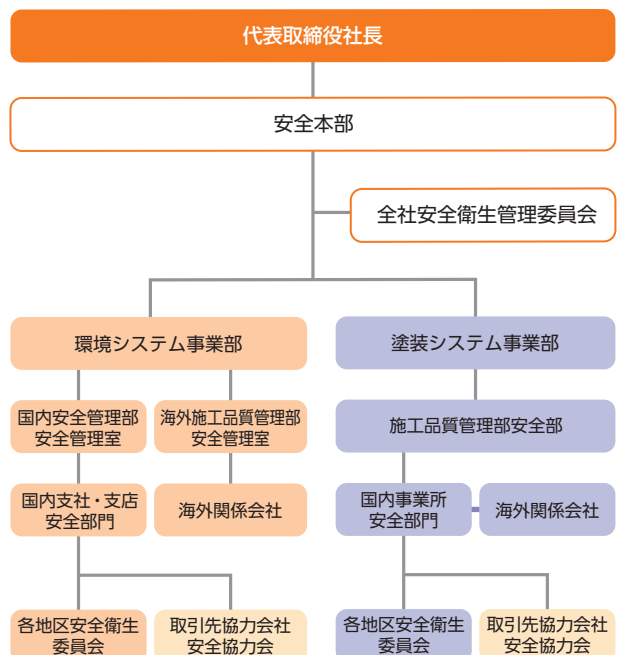 代表取締役社長
安全本部
全社安全衛生管理委員会
環境システム事業部
塗装システム事業部
国内安全管理部
安全管理室
海外施工品質管理部
安全管理室
施工品質管理部安全部
国内支社・支店
安全部門
海外関係会社
国内事業所
安全部門
海外関係会社
各地区安全衛生
委員会
取引先協力会社
安全協力会
各地区安全衛生
委員会
取引先協力会社
安全協力会